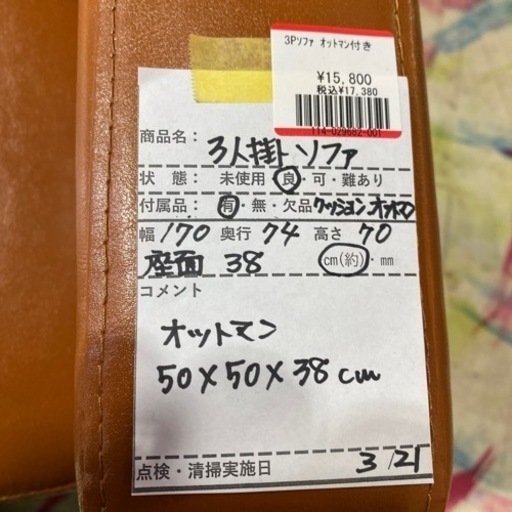 3Pソファ オットマン付き
¥15,800
税込¥17,380
114-029682-001
商品名: 3人掛ソファ
状 態: 未使用・良・可・難あり
付属品: 有・無・欠品 クッション.オットマン
幅 170 奥行 74 高さ 70
座面 38 cm(約)・mm
コメント
オットマン
50×50×38cm
点検・清掃実施日 3/21